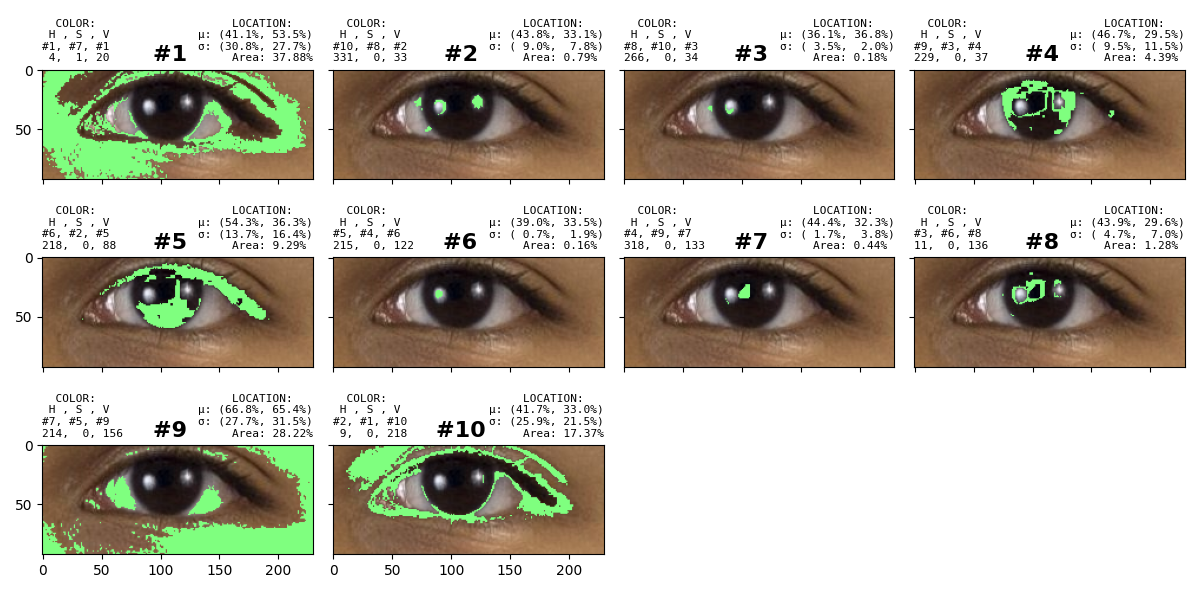 COLOR: LOCATION:
H , S , V μ: (41.1%, 53.5%)
#1, #7, #1 σ: (30.8%, 27.7%)
4, 1, 20 #1 Area: 37.88%
COLOR: LOCATION:
H , S , V μ: (43.8%, 33.1%)
#10, #8, #2 σ: ( 9.0%, 7.8%)
331, 0, 33 #2 Area: 0.79%
COLOR: LOCATION:
H , S , V μ: (36.1%, 36.8%)
#8, #10, #3 σ: ( 3.5%, 2.0%)
266, 0, 34 #3 Area: 0.18%
COLOR: LOCATION:
H , S , V μ: (46.7%, 29.5%)
#9, #3, #4 σ: ( 9.5%, 11.5%)
229, 0, 37 #4 Area: 4.39%
0
50
COLOR: LOCATION:
H , S , V μ: (54.3%, 36.3%)
#6, #2, #5 σ: (13.7%, 16.4%)
218, 0, 88 #5 Area: 9.29%
COLOR: LOCATION:
H , S , V μ: (39.0%, 33.5%)
#5, #4, #6 σ: ( 0.7%, 1.9%)
215, 0, 122 #6 Area: 0.16%
COLOR: LOCATION:
H , S , V μ: (44.4%, 32.3%)
#4, #9, #7 σ: ( 1.7%, 3.8%)
318, 0, 133 #7 Area: 0.44%
COLOR: LOCATION:
H , S , V μ: (43.9%, 29.6%)
#3, #6, #8 σ: ( 4.7%, 7.0%)
11, 0, 136 #8 Area: 1.28%
0
50
COLOR: LOCATION:
H , S , V μ: (66.8%, 65.4%)
#7, #5, #9 σ: (27.7%, 31.5%)
214, 0, 156 #9 Area: 28.22%
COLOR: LOCATION:
H , S , V μ: (41.7%, 33.0%)
#2, #1, #10 σ: (25.9%, 21.5%)
9, 0, 218 #10 Area: 17.37%
0
50
0 50 100 150 200
0 50 100 150 200